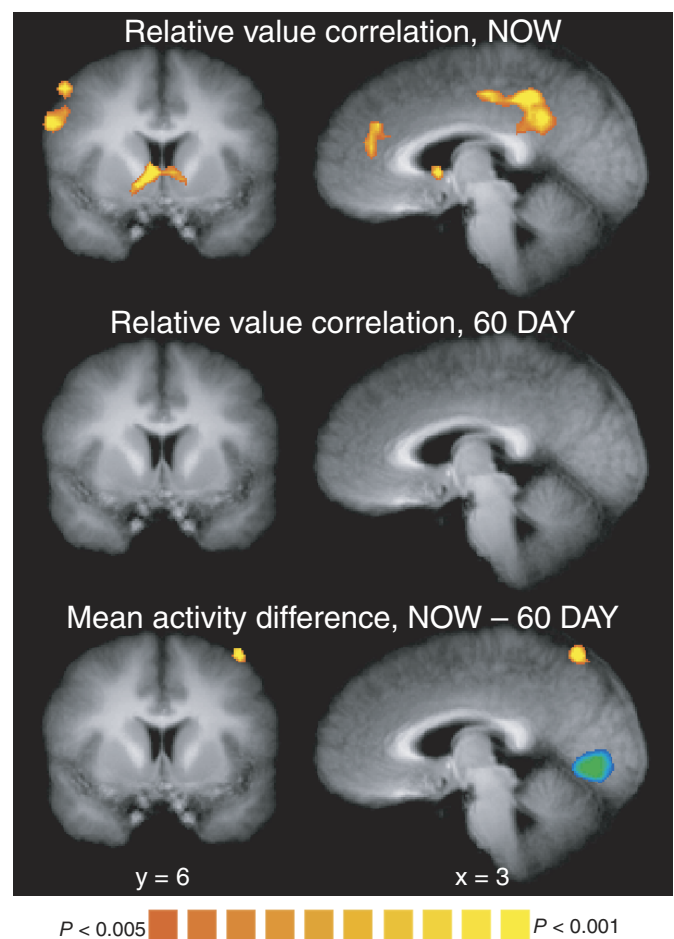 Relative value correlation, NOW
Relative value correlation, 60 DAY
Mean activity difference, NOW – 60 DAY
y = 6
x = 3
P < 0.005
P < 0.001